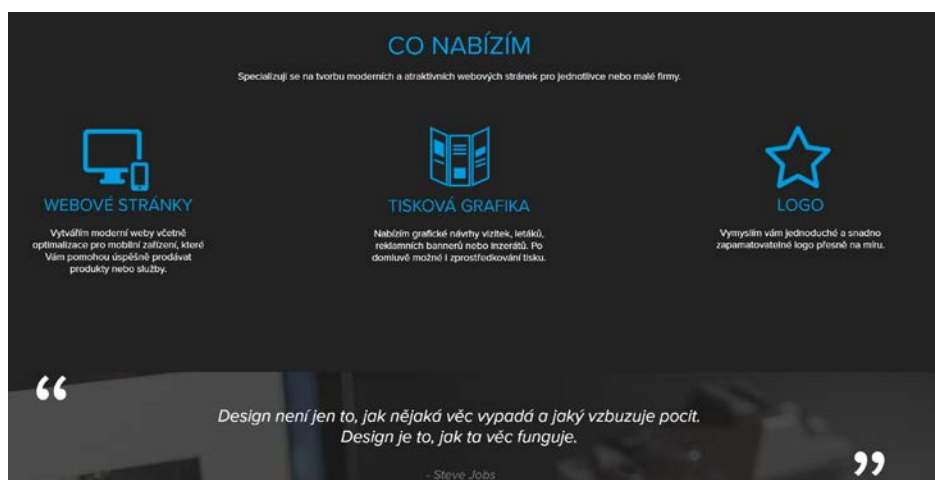 CO NABÍZÍM
Specializuji se na tvorbu moderních a atraktivních webových stránek pro jednotlivce nebo malé firmy.
WEBOVÉ STRÁNKY
Vytvářím moderní weby včetně
optimalizace pro mobilní zařízení, které
Vám pomohou úspěšně prodávat
produkty nebo služby.
TISKOVÁ GRAFIKA
Nabízím grafické návrhy vizitek, letáků,
reklamních bannerů nebo inzerátů. Po
domluvě možné i zprostředkování tisku.
LOGO
Vymyslím vám jednoduché a snadno
zapamatovatelné logo přesně na míru.
“
Design není jen to, jak nějaká věc vypadá a jaký vzbuzuje pocit.
Design je to, jak ta věc funguje.
- Steve Jobs
”